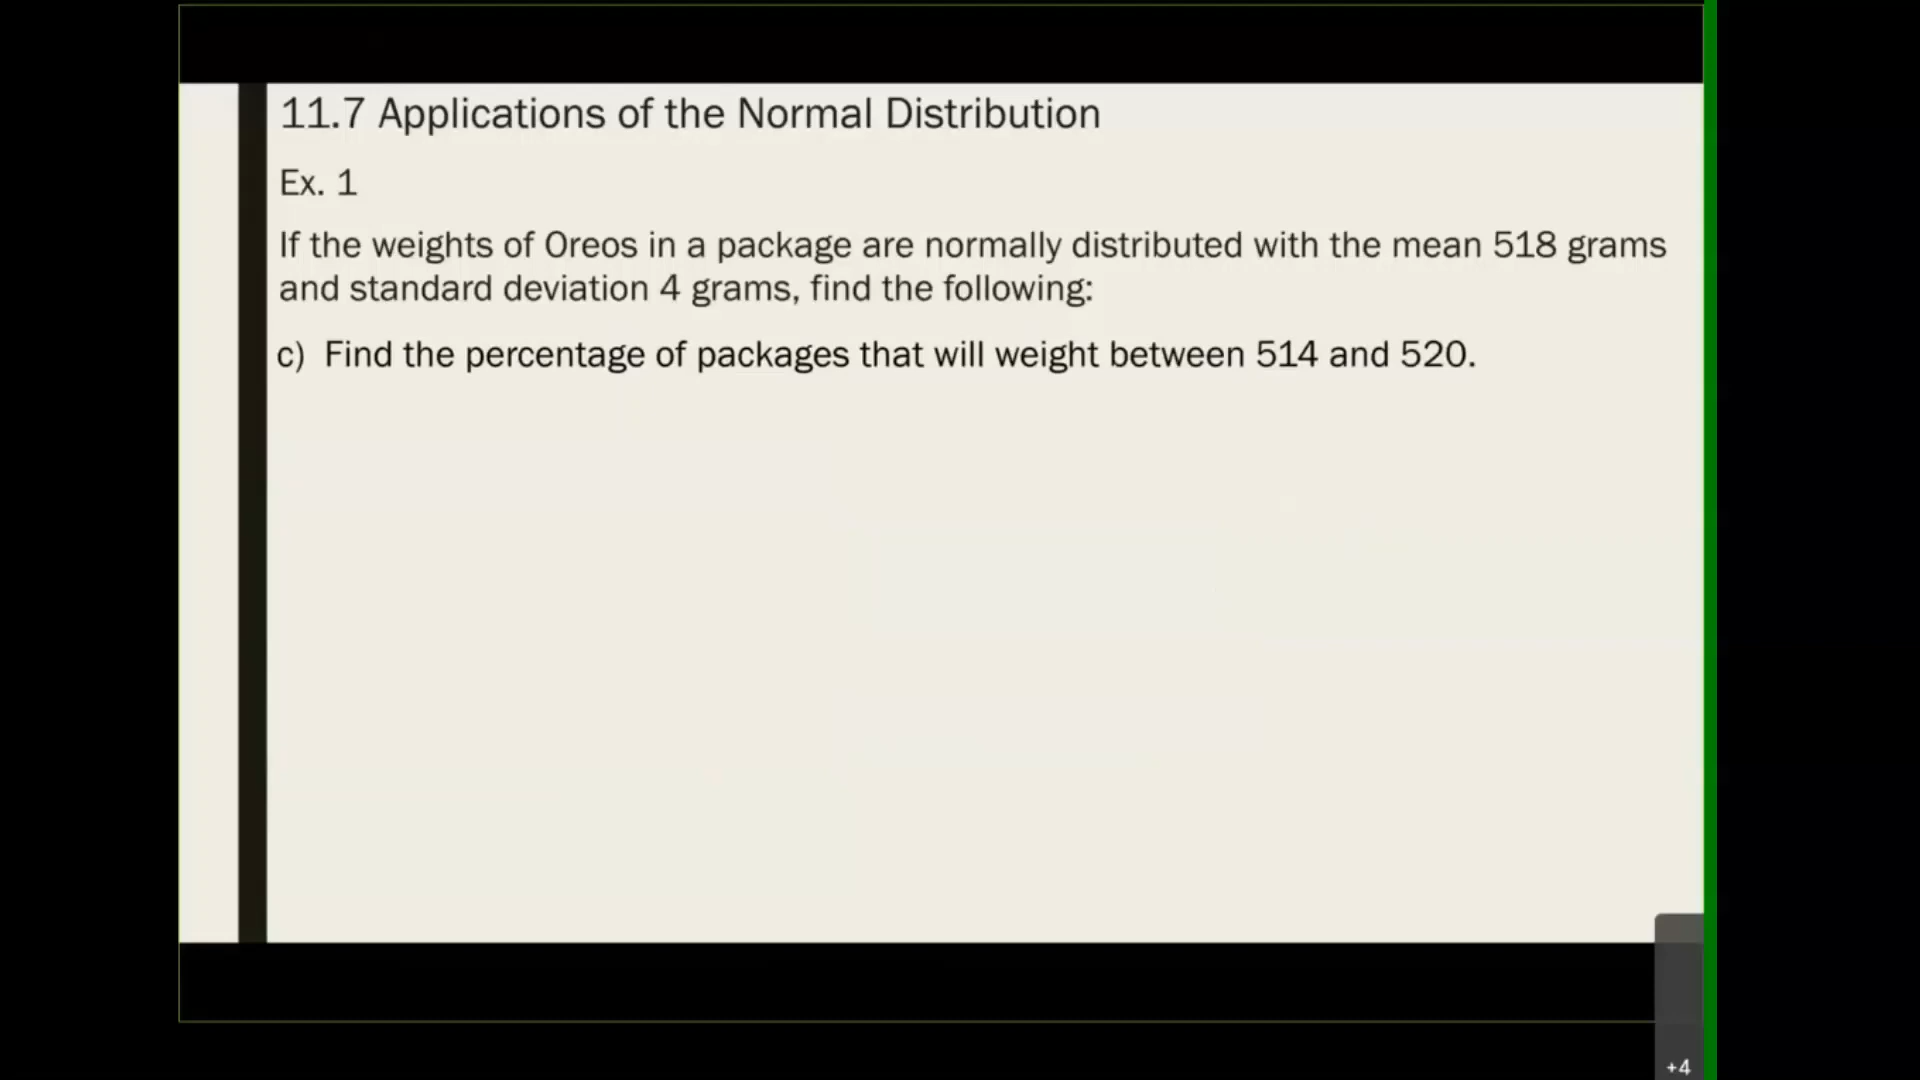 11.7 Applications of the Normal Distribution
Ex. 1
If the weights of Oreos in a package are normally distributed with the mean 518 grams
and standard deviation 4 grams, find the following:
c) Find the percentage of packages that will weight between 514 and 520.
+4